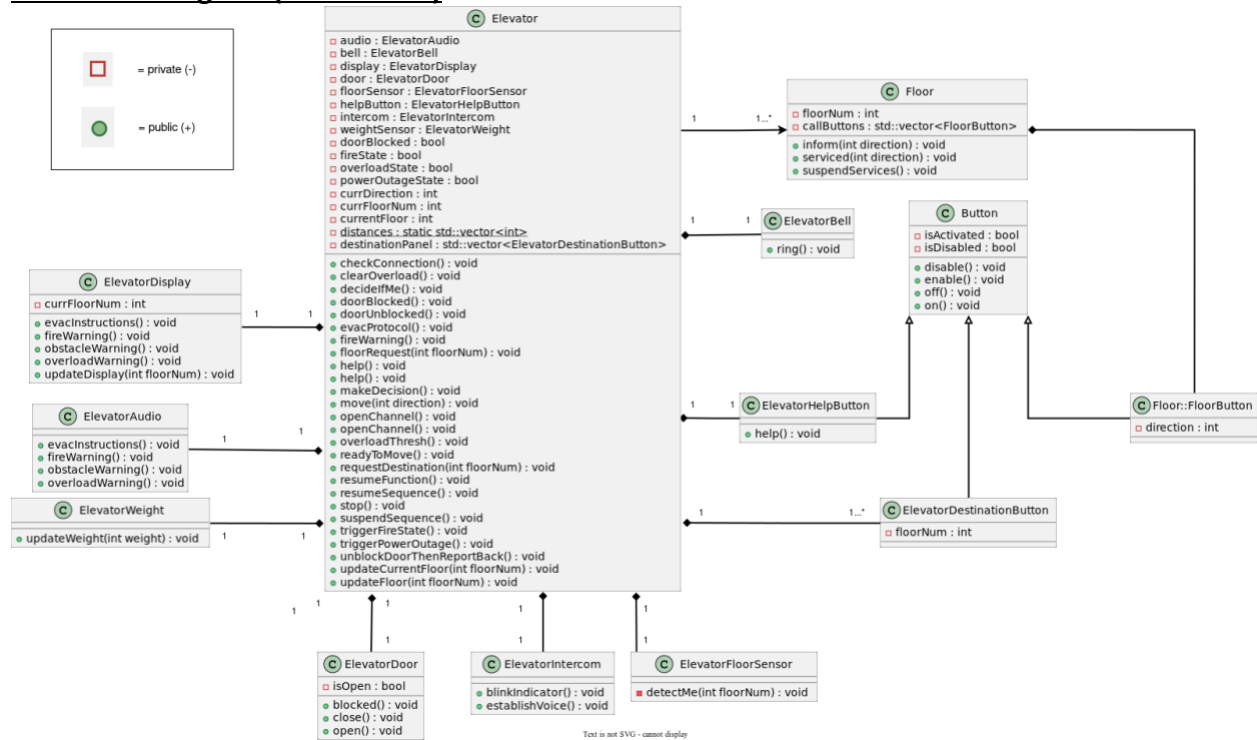 = private (-)
= public (+)
C Elevator
audio : ElevatorAudio
bell : ElevatorBell
display : ElevatorDisplay
door : ElevatorDoor
floorSensor : ElevatorFloorSensor
helpButton : ElevatorHelpButton
intercom : ElevatorIntercom
weightSensor : ElevatorWeight
doorBlocked : bool
fireState : bool
overloadState : bool
powerOutageState : bool
currDirection : int
currFloorNum : int
currentFloor : int
distances : static std::vector<int>
destinationPanel : std::vector<ElevatorDestinationButton>
checkConnection() : void
clearOverload() : void
decideIfMe() : void
doorBlocked() : void
doorUnblocked() : void
evacProtocol() : void
fireWarning() : void
floorRequest(int floorNum) : void
help() : void
help() : void
makeDecision() : void
move(int direction) : void
openChannel() : void
openChannel() : void
overloadThresh() : void
readyToMove() : void
requestDestination(int floorNum) : void
resumeFunction() : void
resumeSequence() : void
stop() : void
suspendSequence() : void
triggerFireState() : void
triggerPowerOutage() : void
unblockDoorThenReportBack() : void
updateCurrentFloor(int floorNum) : void
updateFloor(int floorNum) : void
C Floor
floorNum : int
callButtons : std::vector<FloorButton>
inform(int direction) : void
serviced(int direction) : void
suspendServices() : void
1
1...*
C ElevatorBell
ring() : void
1
1
C Button
isActivated : bool
isDisabled : bool
disable() : void
enable() : void
off() : void
on() : void
C ElevatorDisplay
currFloorNum : int
evacInstructions() : void
fireWarning() : void
obstacleWarning() : void
overloadWarning() : void
updateDisplay(int floorNum) : void
1
1
C ElevatorAudio
evacInstructions() : void
fireWarning() : void
obstacleWarning() : void
overloadWarning() : void
1
1
C ElevatorWeight
updateWeight(int weight) : void
1
1
C ElevatorHelpButton
help() : void
1
1
C Floor::FloorButton
direction : int
C ElevatorDestinationButton
floorNum : int
1
1...*
1
1
1
1
C ElevatorDoor
isOpen : bool
blocked() : void
close() : void
open() : void
1
1
C ElevatorIntercom
blinkIndicator() : void
establishVoice() : void
1
1
C ElevatorFloorSensor
detectMe(int floorNum) : void
Text is not SVG - cannot display